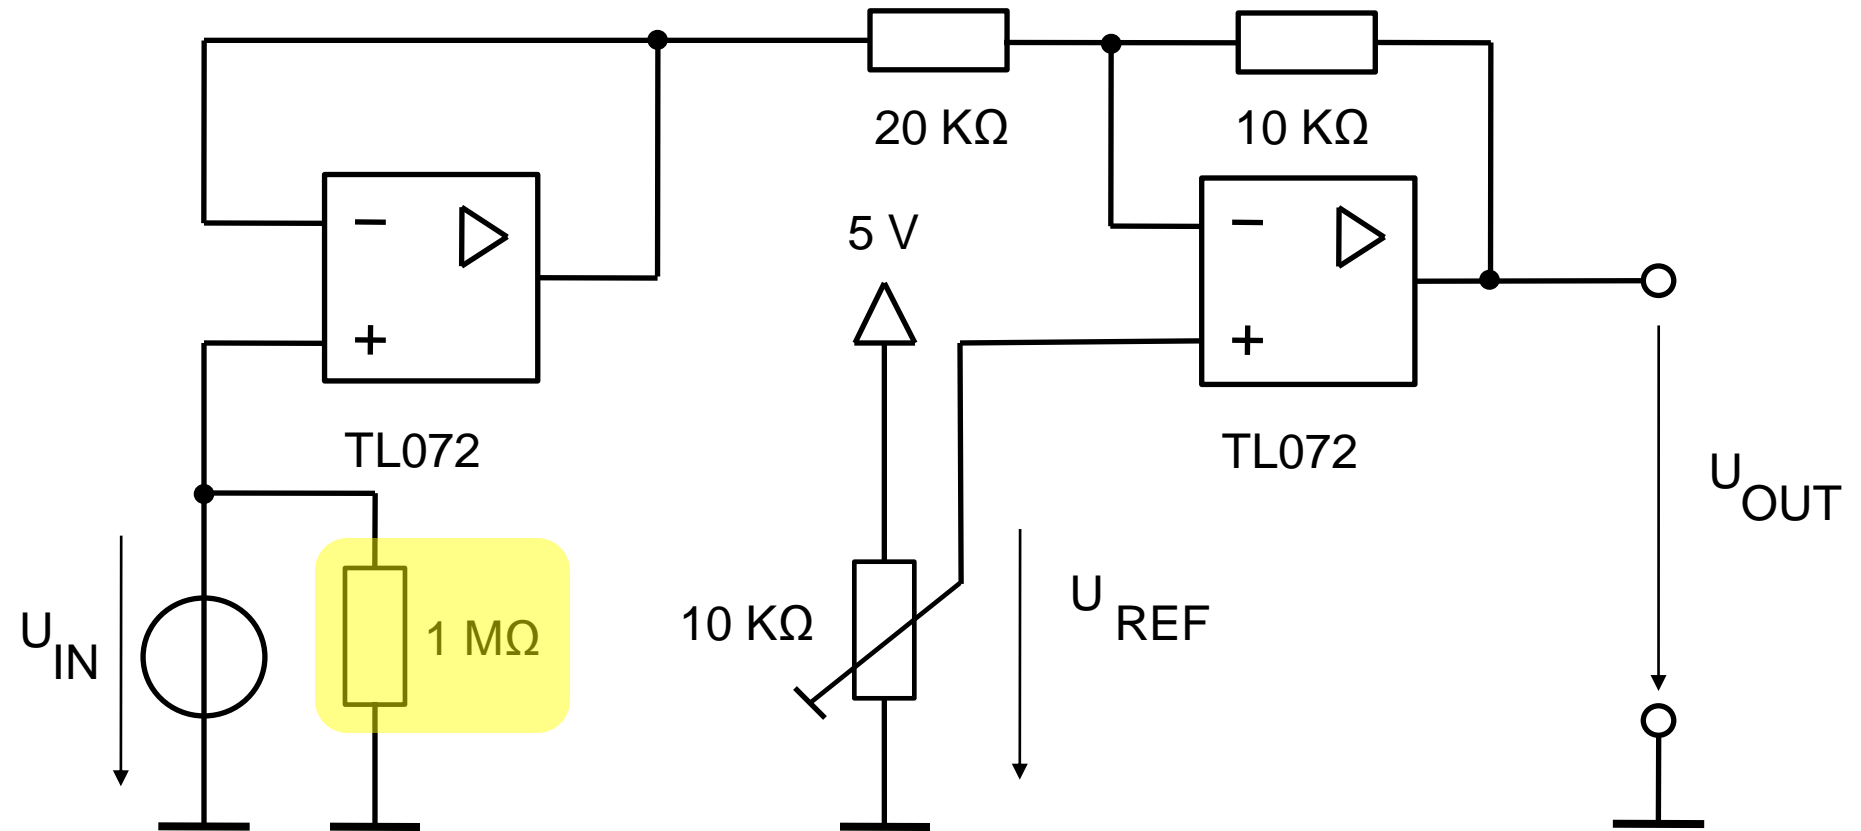 20 KΩ
10 KΩ
5 V
−
+
−
+
TL072
TL072
U IN
1 MΩ
10 KΩ
U REF
U OUT